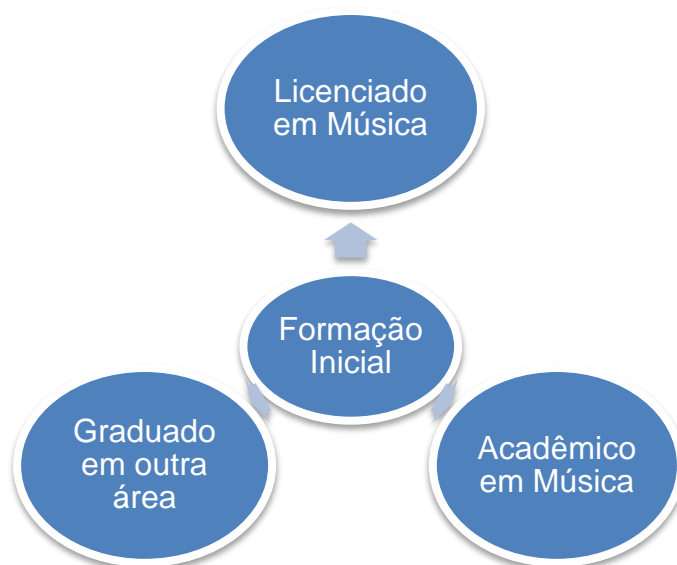 Licenciado
em Música
Formação
Inicial
Graduado
em outra
área
Acadêmico
em Música